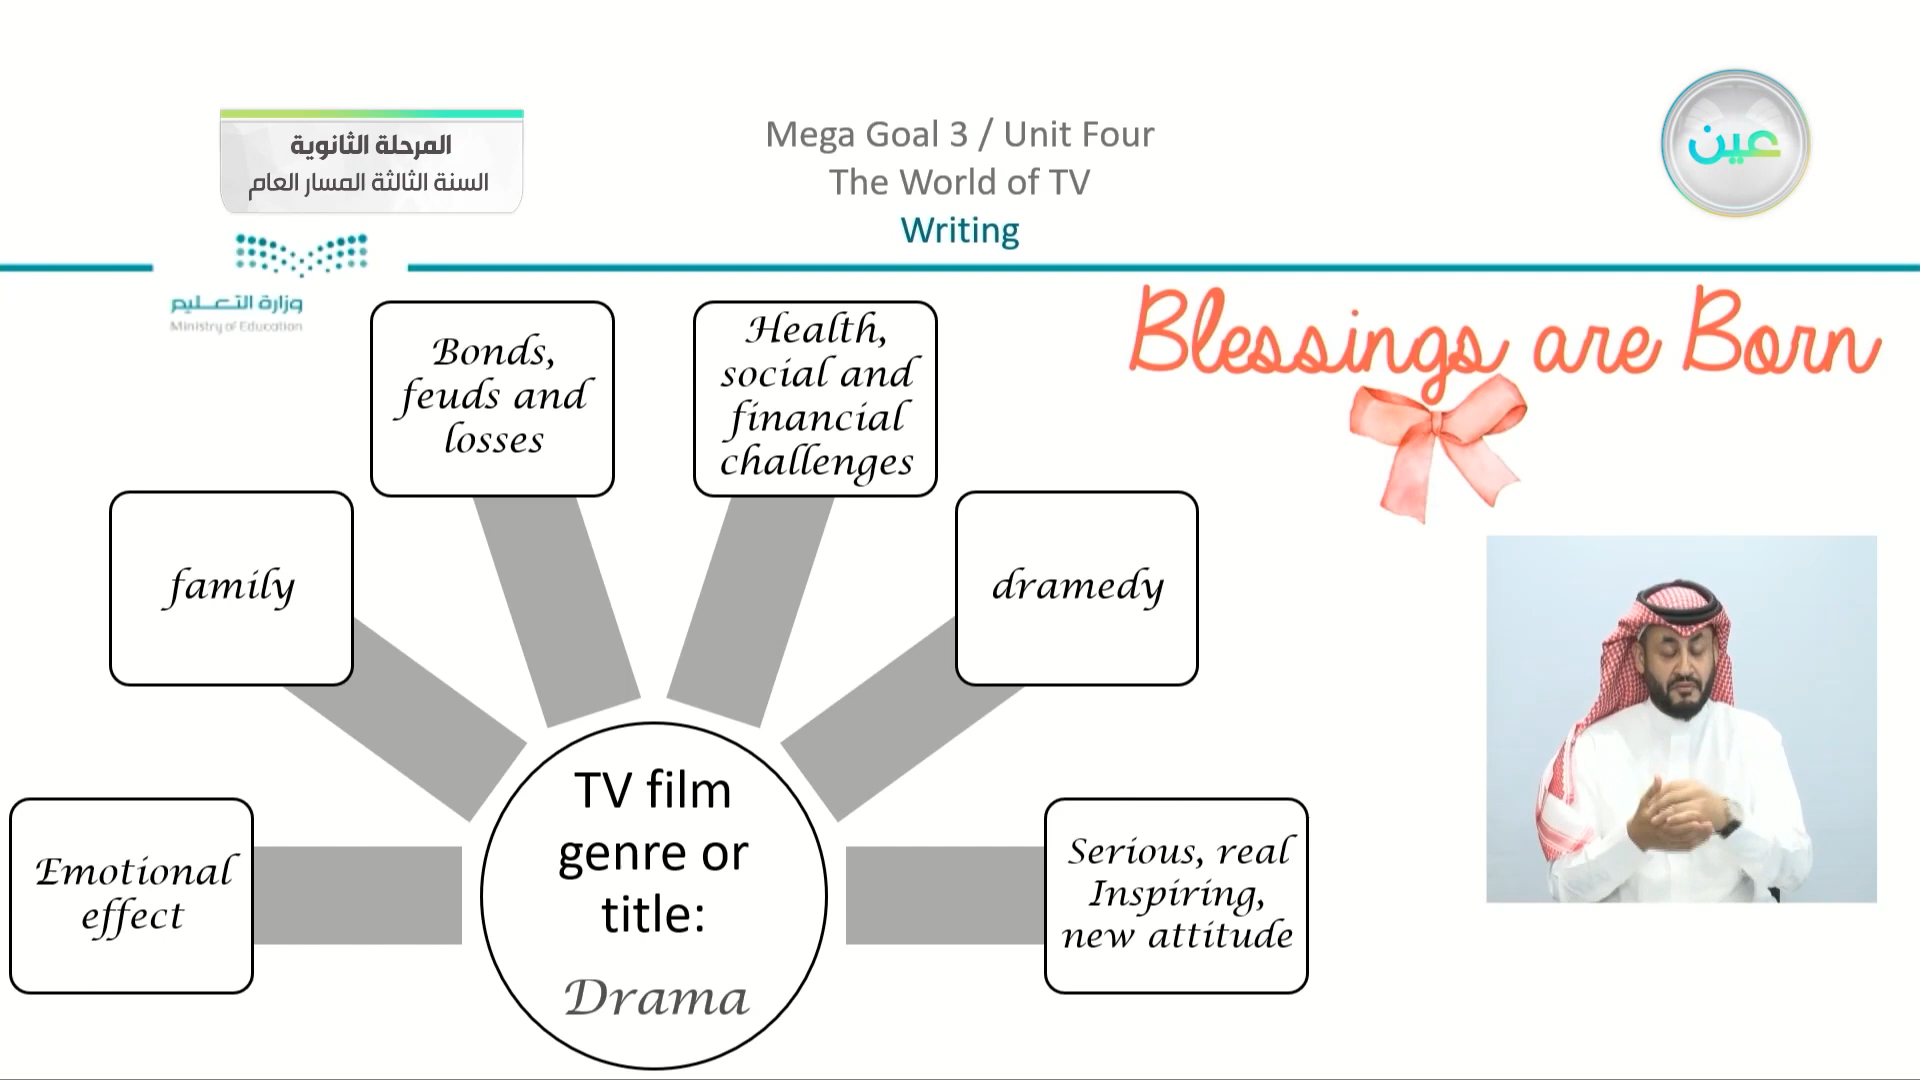 المرحلة الثانوية
السنة الثالثة المسار العام
Mega Goal 3 / Unit Four
The World of TV
Writing
عين
وزارة التعليم
Ministry of Education
Blessings are Born
Bonds,
feuds and
losses
Health,
social and
financial
challenges
family
dramedy
Emotional
effect
TV film
genre or
title:
Drama
Serious, real
Inspiring,
new attitude